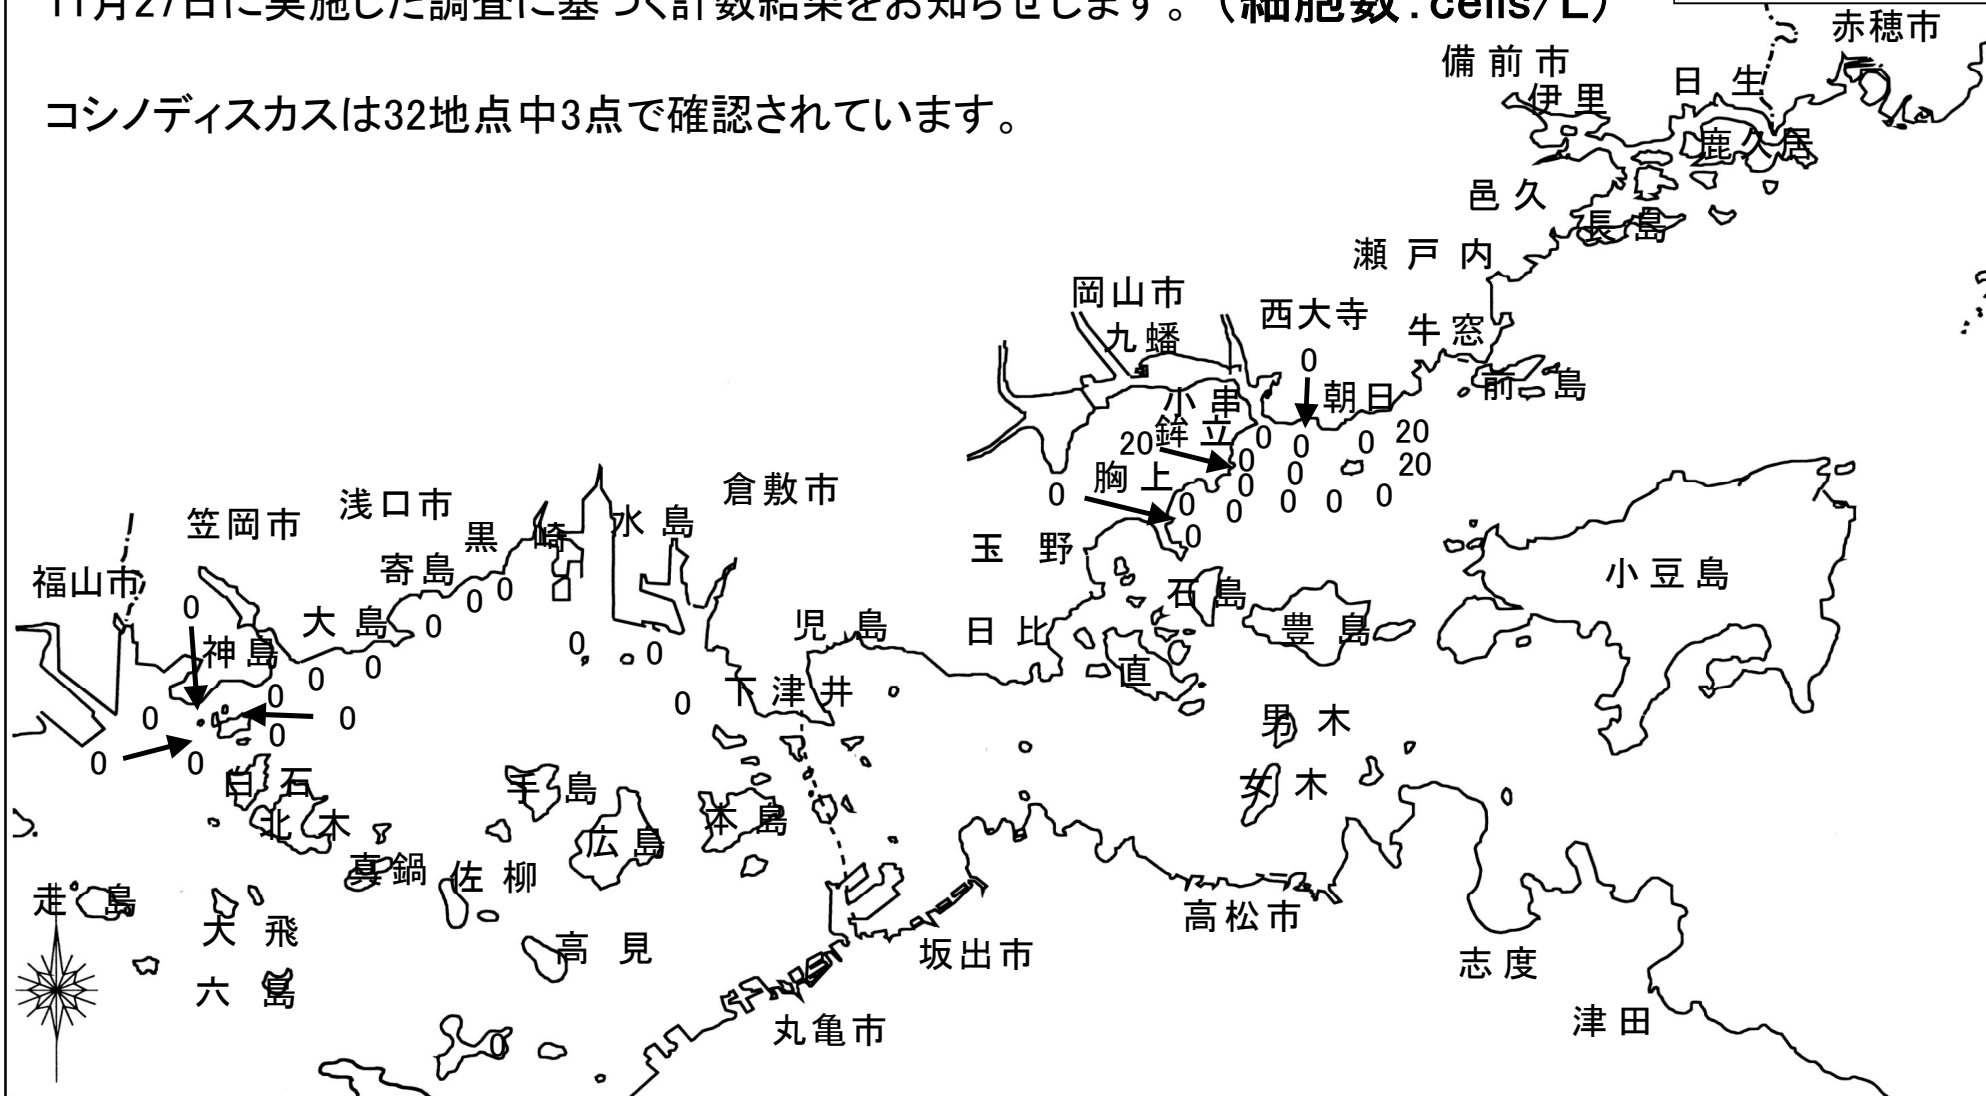 11月27日に実施した調査に基づく計数結果をお知らせします。（細胞数：cells/L）
コシノディスカスは32地点中3点で確認されています。
赤穂市
備前市
日生
伊里
鹿久居
邑久
長島
瀬戸内
岡山市
西大寺
九蟠
牛窓
0
前島
小串
朝日
20
鉾立
0
0
0
20
20
0
0
20
胸上
0
0
0
0
0
0
0
0
0
倉敷市
浅口市
笠岡市
水島
黒崎
玉野
0
福山市
寄島
石島
小豆島
0
0
0
0
大島
児島
日比
豊島
神島
0
0
0
0
0
直
下津井
0
0
0
0
男木
0
0
0
白石
手島
女木
北木
本島
広島
真鍋
佐柳
走島
高松市
大飛
高見
坂出市
志度
六島
津田
丸亀市
0